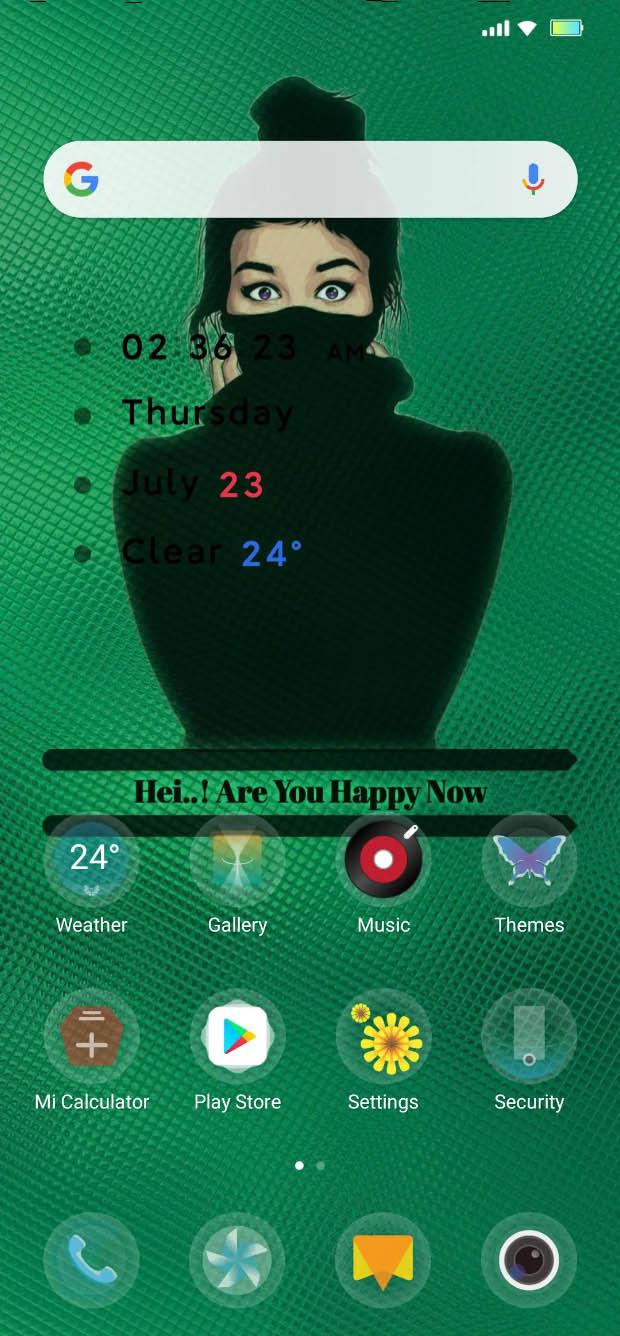 02 36 23 AM
Thursday
July 23
Clear 24°
Hei..! Are You Happy Now
24°
Weather Gallery Music Themes
Mi Calculator Play Store Settings Security